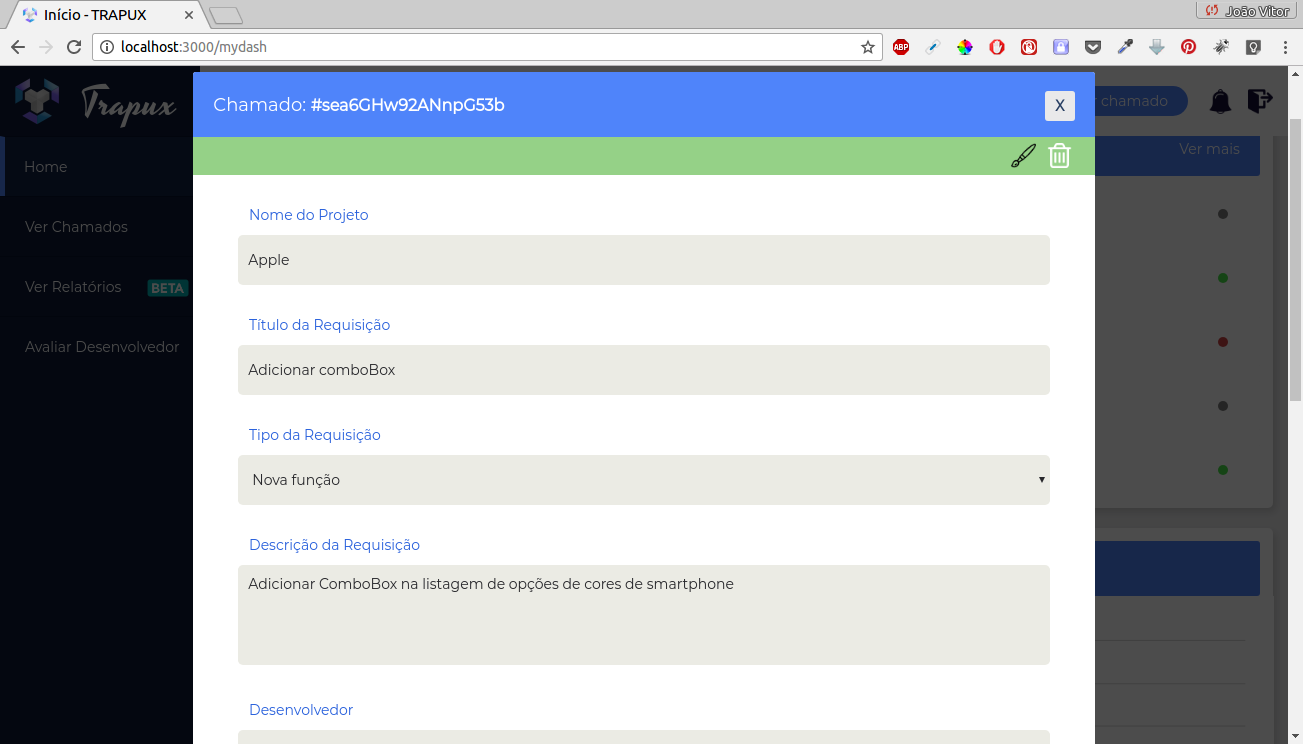 Início - TRAPUX
João Vitor
localhost:3000/mydash
ABP
Trapux
Chamado: #sea6GHw92ANnpG53b
X
chamado
Home
Ver mais
Nome do Projeto
Ver Chamados
Apple
Ver Relatórios BETA
Título da Requisição
Avaliar Desenvolvedor
Adicionar comboBox
Tipo da Requisição
Nova função
Descrição da Requisição
Adicionar ComboBox na listagem de opções de cores de smartphone
Desenvolvedor